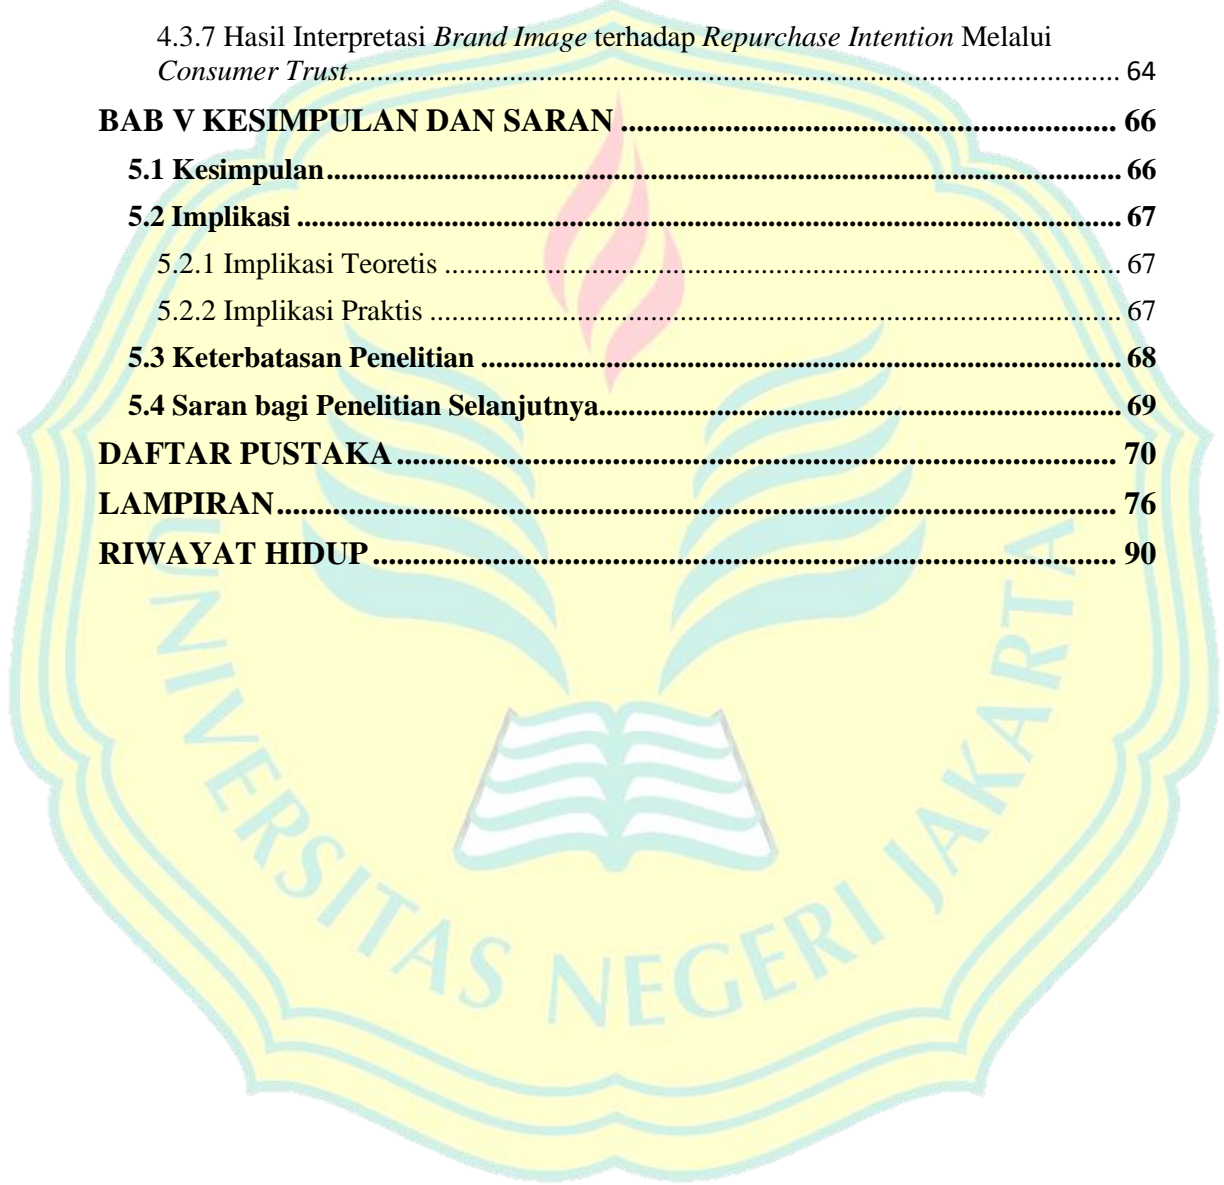 4.3.7 Hasil Interpretasi Brand Image terhadap Repurchase Intention Melalui
Consumer Trust........................................................................................................ 64
BAB V KESIMPULAN DAN SARAN ................................................................ 66
5.1 Kesimpulan............................................................................................................ 66
5.2 Implikasi ................................................................................................................ 67
5.2.1 Implikasi Teoretis ............................................................................................ 67
5.2.2 Implikasi Praktis .............................................................................................. 67
5.3 Keterbatasan Penelitian ....................................................................................... 68
5.4 Saran bagi Penelitian Selanjutnya....................................................................... 69
DAFTAR PUSTAKA .............................................................................................. 70
LAMPIRAN............................................................................................................. 76
RIWAYAT HIDUP .................................................................................................. 90
UNIVERSITAS NEGERI JAKARTA